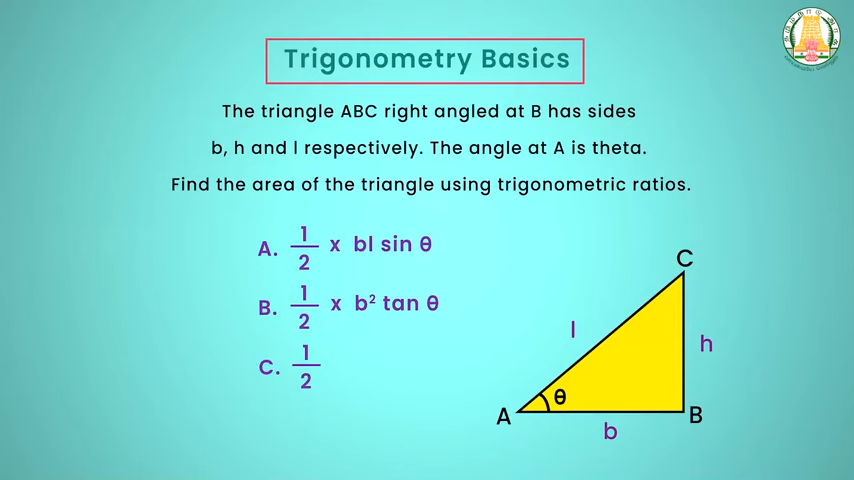 Trigonometry Basics
The triangle ABC right angled at B has sides
b, h and l respectively. The angle at A is theta.
Find the area of the triangle using trigonometric ratios.
A. 1/2 x bl sin θ
B. 1/2 x b² tan θ
C. 1/2
C
l
h
θ
A
B
b